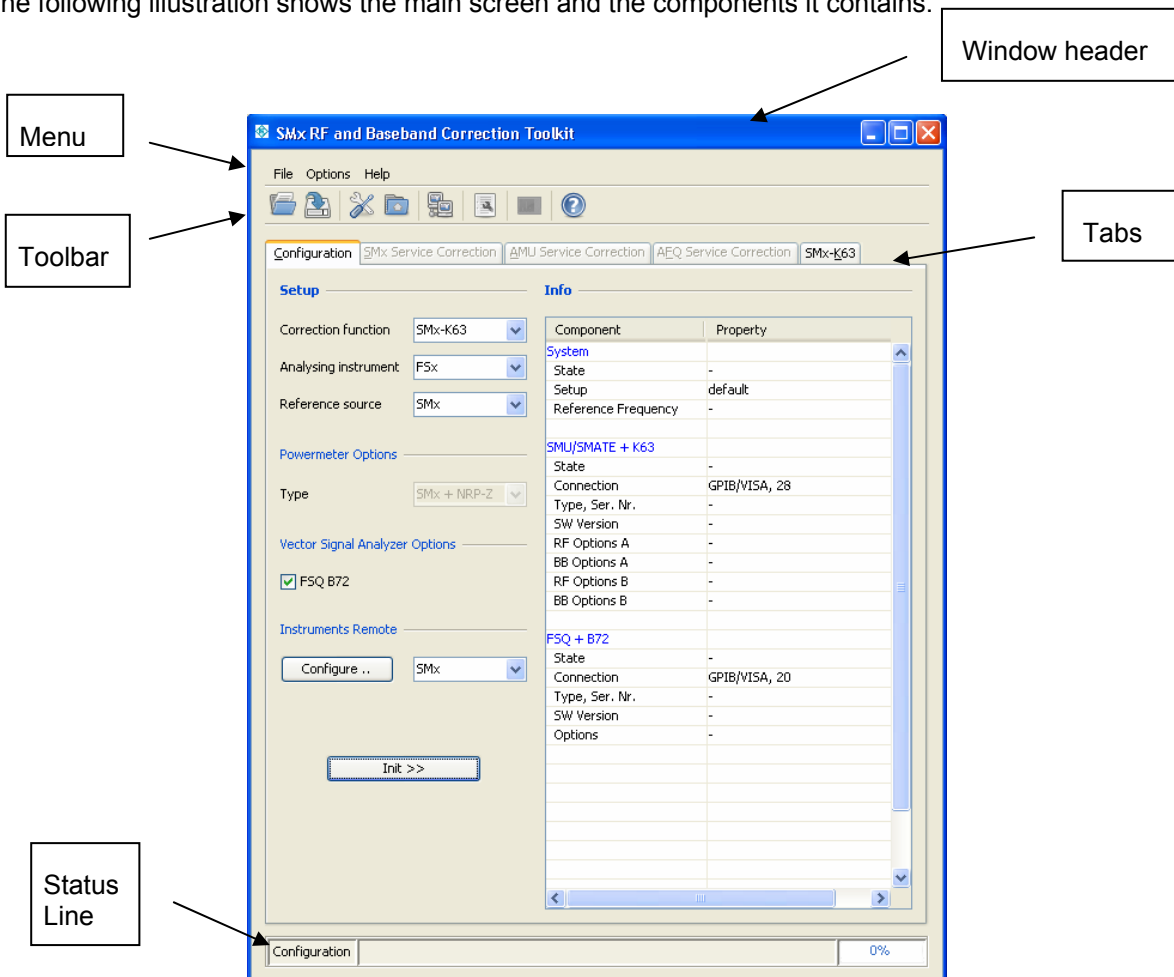 he following illustration shows the main screen and the components it contains.
Window header
Menu
SMx RF and Baseband Correction Toolkit
File Options Help
Toolbar
Tabs
Configuration SMx Service Correction AMU Service Correction AFQ Service Correction SMx-K63
Setup
Info
Correction function SMx-K63
Component Property
System
Analysing instrument FSx
State -
Setup default
Reference source SMx
Reference Frequency -
SMU/SMATE + K63
Powermeter Options
State -
Connection GPIB/VISA, 28
Type SMx + NRP-Z
Type, Ser. Nr. -
SW Version -
Vector Signal Analyzer Options
RF Options A -
BB Options A -
FSQ B72
RF Options B -
BB Options B -
Instruments Remote
FSQ + B72
State -
Configure .. SMx
Connection GPIB/VISA, 20
Type, Ser. Nr. -
SW Version -
Options -
Init >>
Status
Line
Configuration 0%